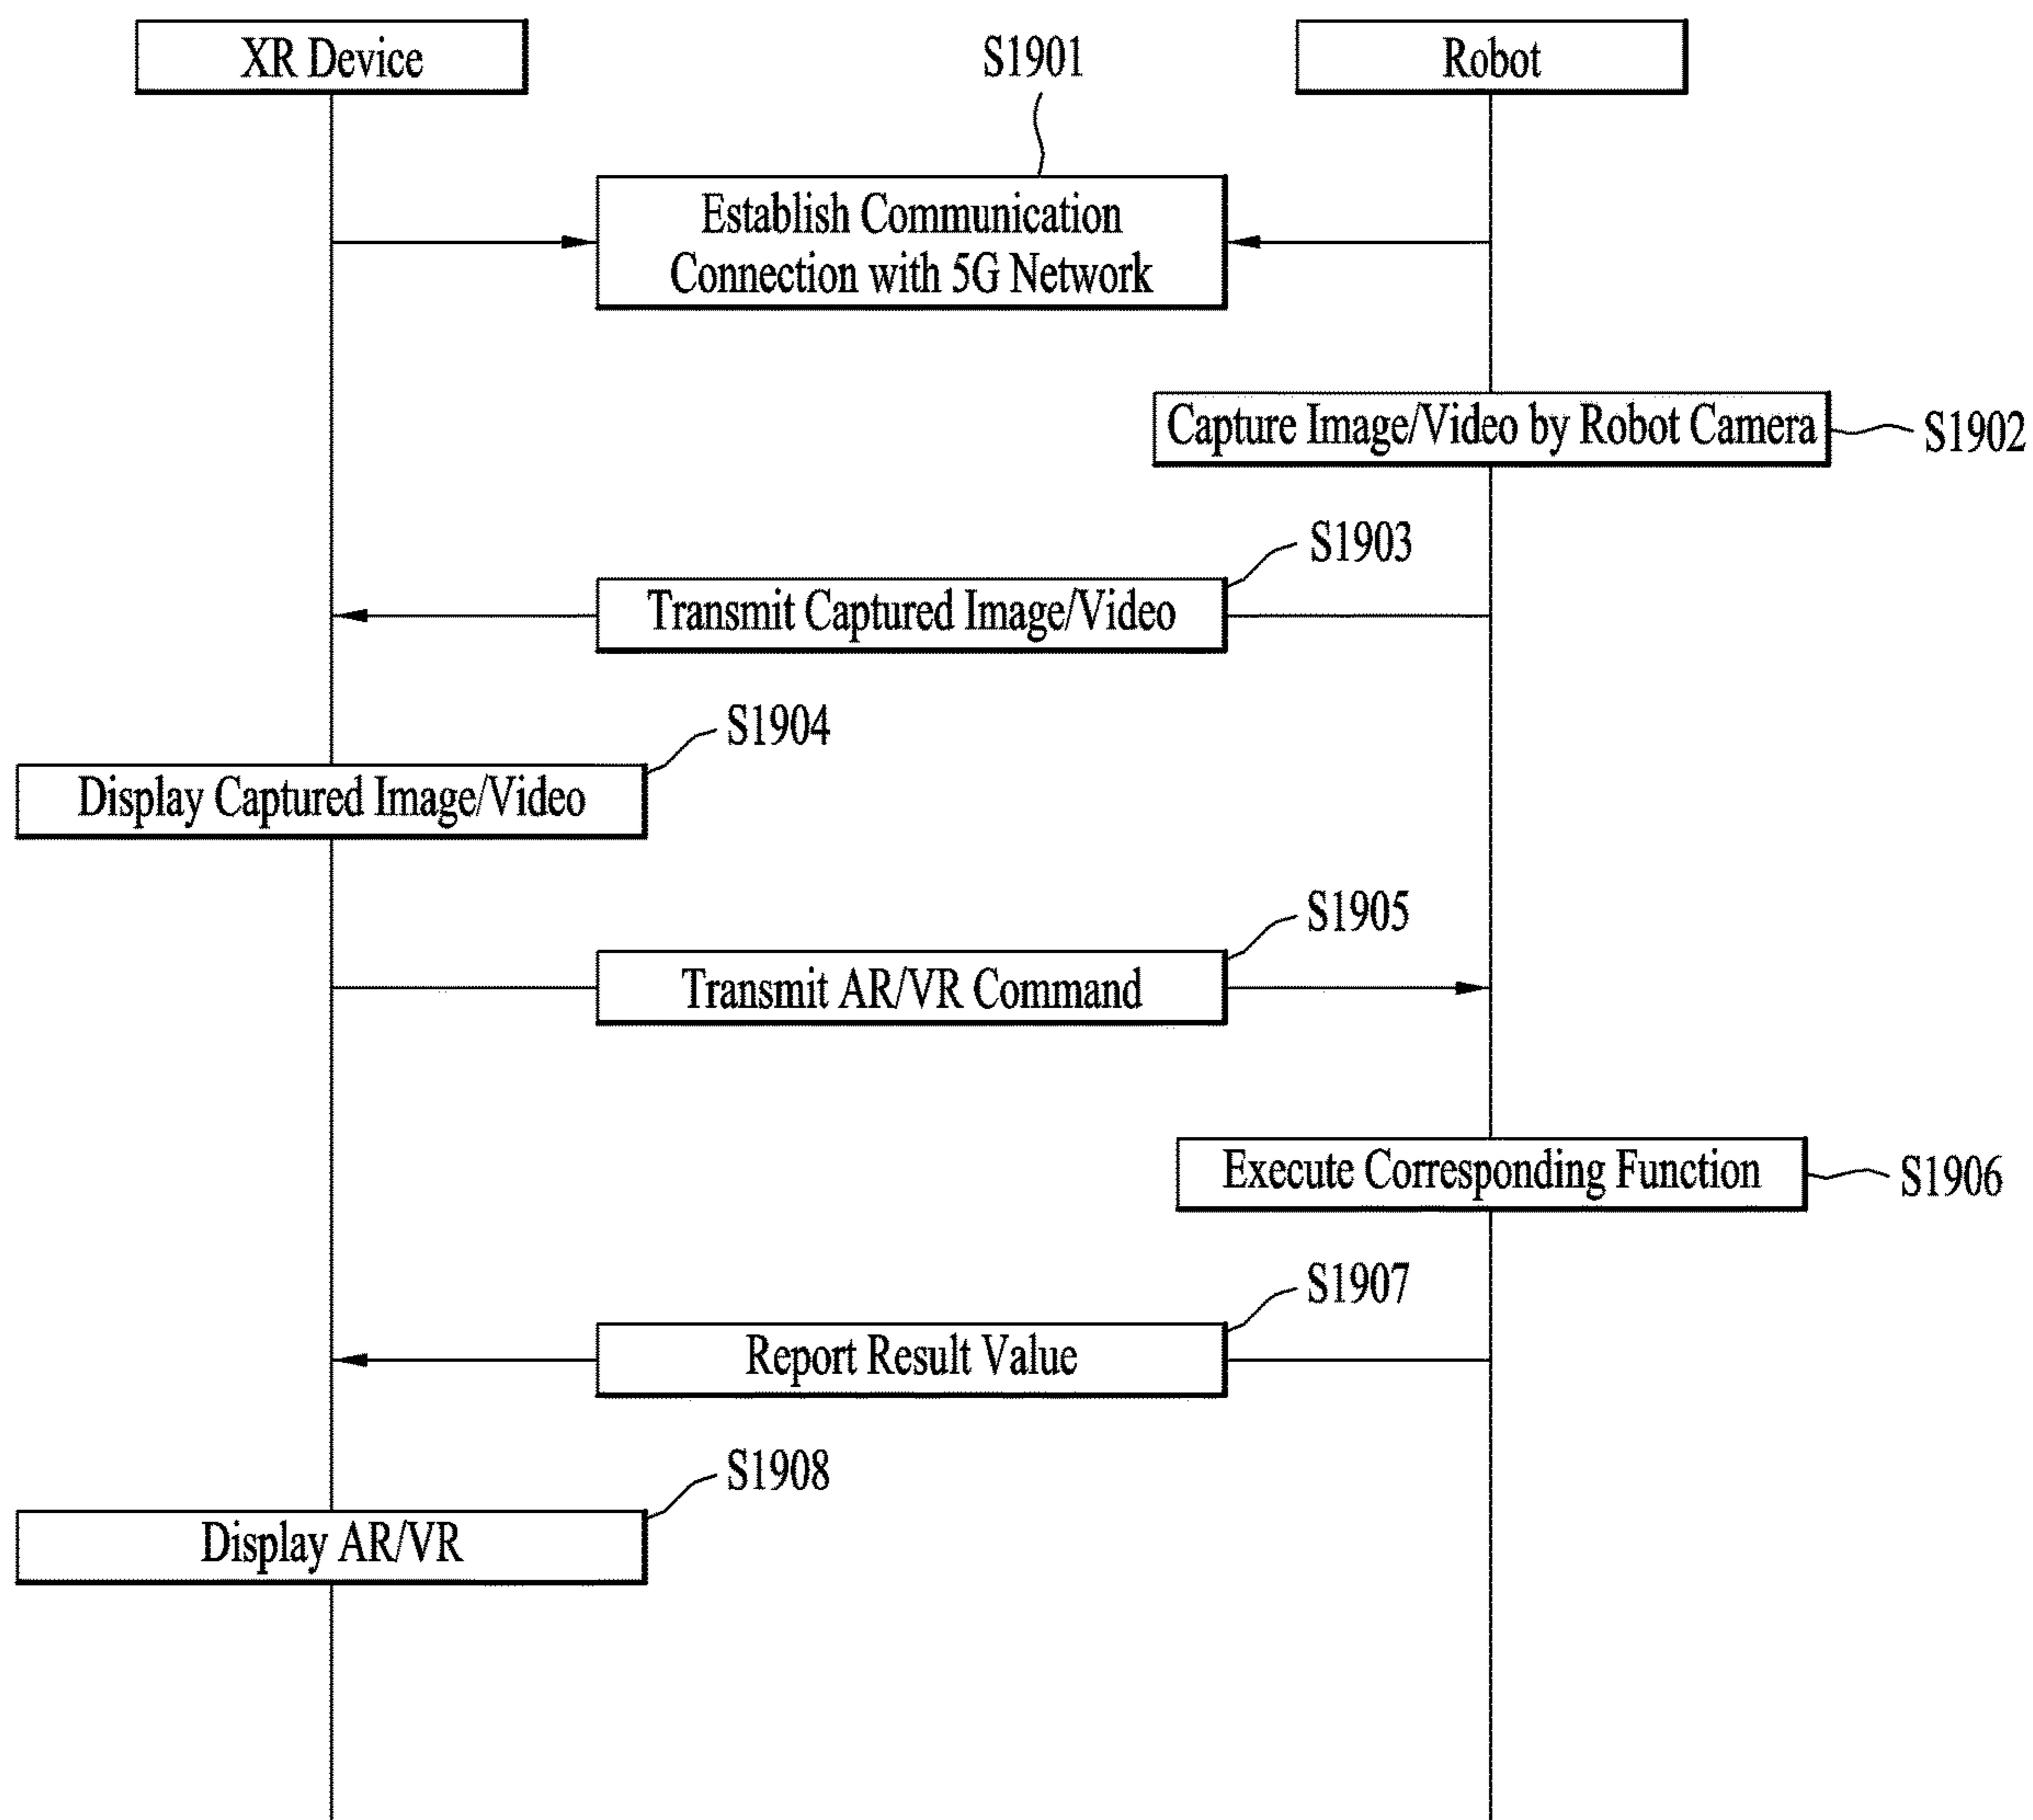 XR Device
Robot
S1901
Establish Communication
Connection with 5G Network
Capture Image/Video by Robot Camera
S1902
S1903
Transmit Captured Image/Video
S1904
Display Captured Image/Video
S1905
Transmit AR/VR Command
Execute Corresponding Function
S1906
S1907
Report Result Value
S1908
Display AR/VR